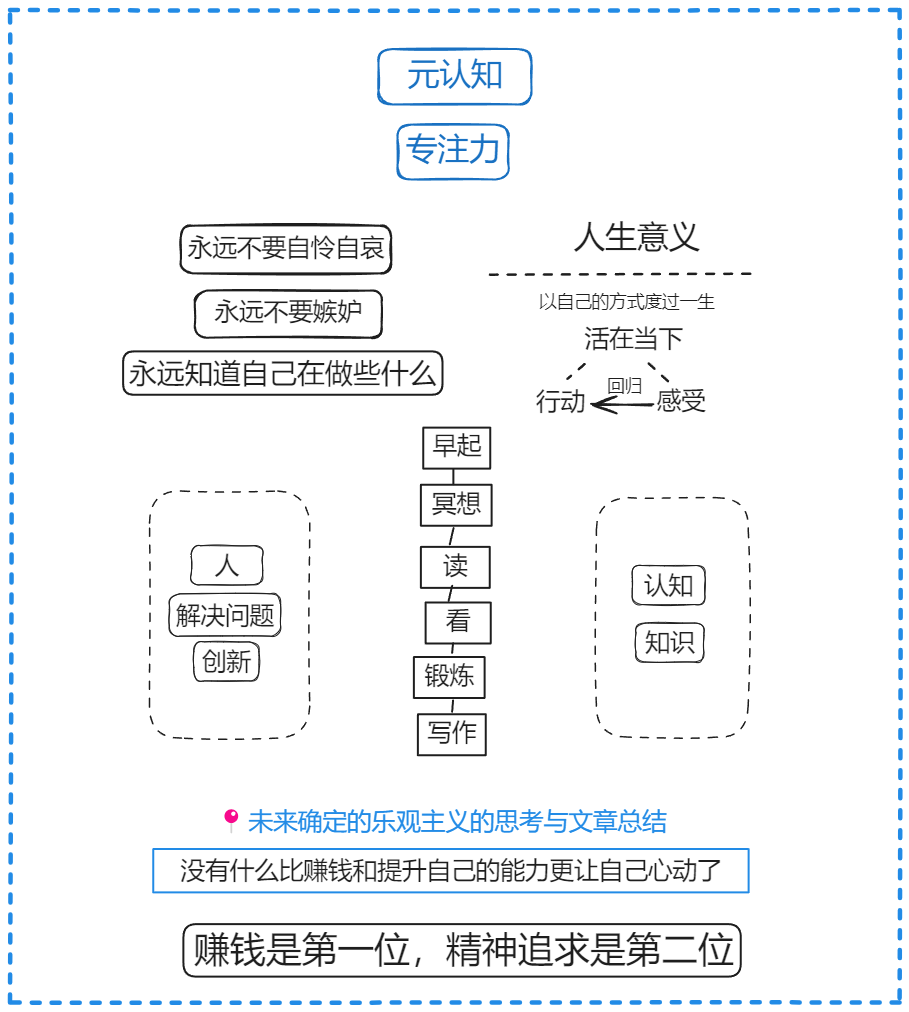 元认知
专注力
永远不要自怜自哀
永远不要嫉妒
永远知道自己在做些什么
人生意义
以自己的方式度过一生
活在当下
回归
行动
感受
早起
冥想
读
看
锻炼
写作
人
解决问题
创新
认知
知识
未来确定的乐观主义的思考与文章总结
没有什么比赚钱和提升自己的能力更让自己心动了
赚钱是第一位，精神追求是第二位